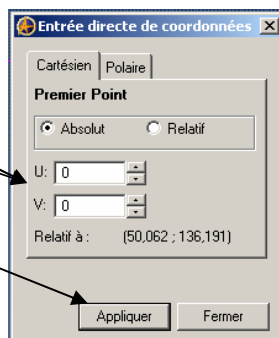 Entrée directe de coordonnées
Cartésien Polaire
Premier Point
Absolut Relatif
U: 0
V: 0
Relatif à : (50,062 ; 136,191)
Appliquer Fermer